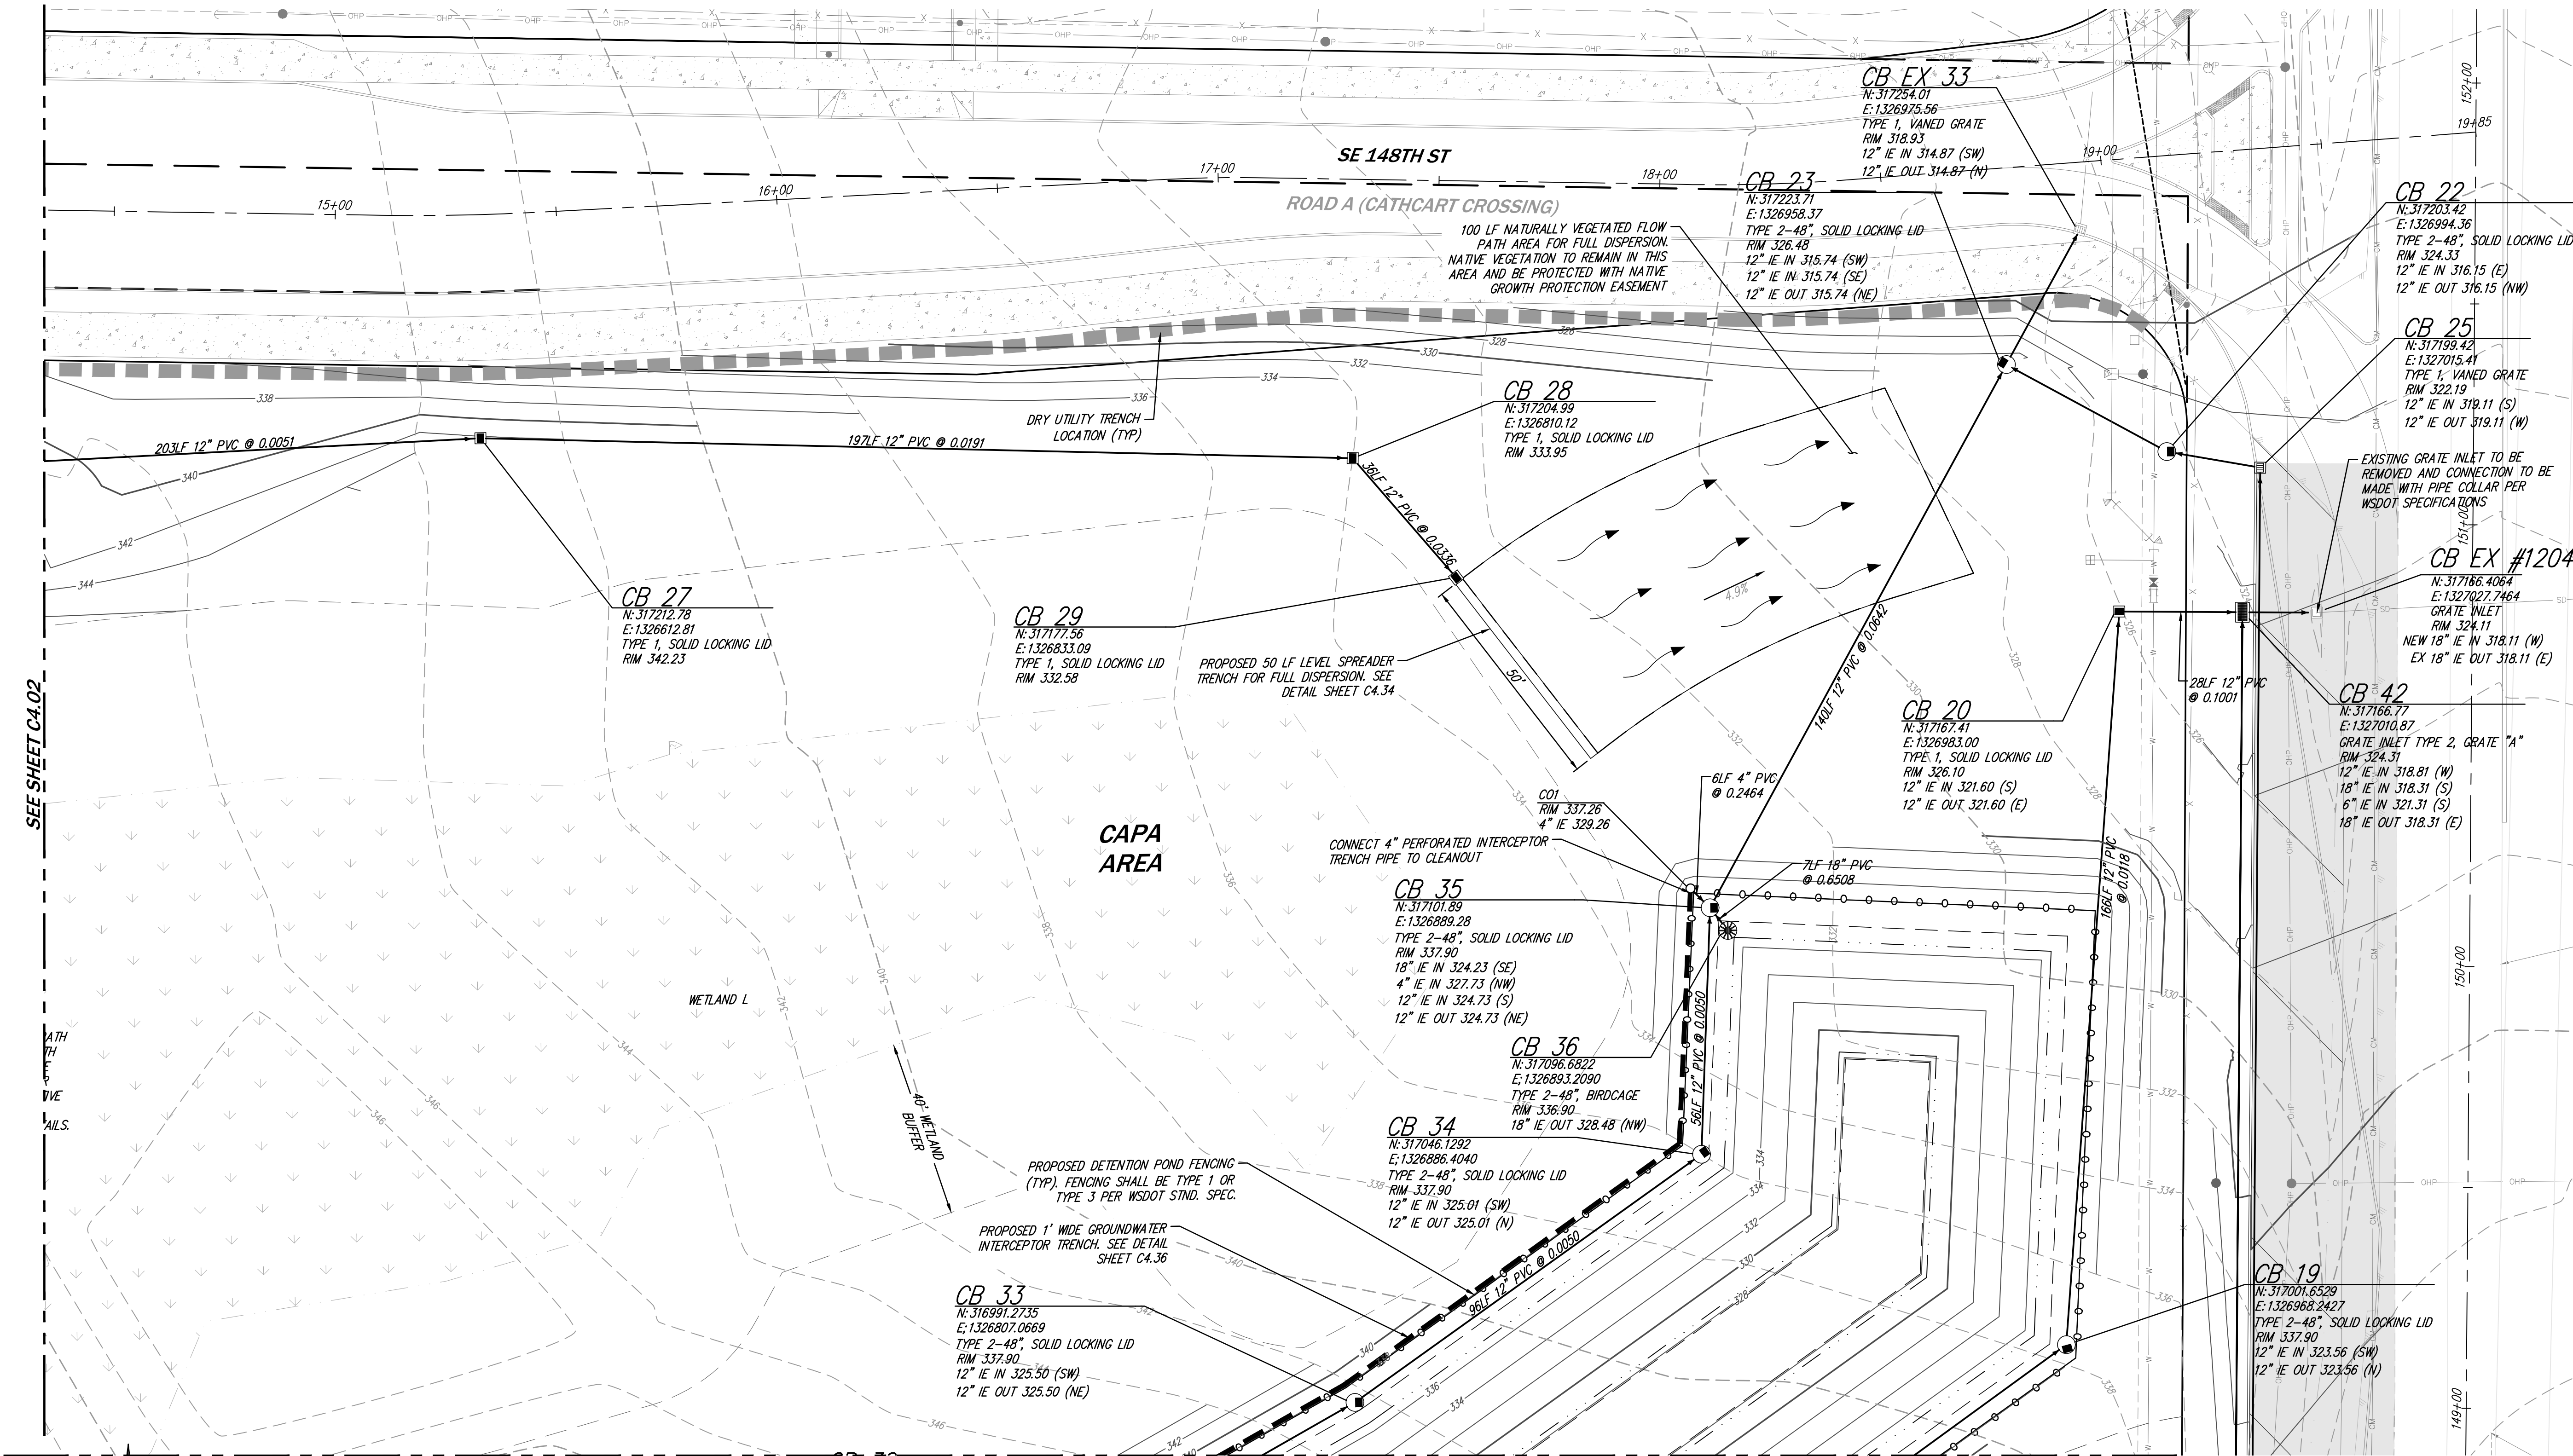 SE 148TH ST
ROAD A (CATHCART CROSSING)
15+00
16+00
17+00
18+00
19+00
19+85
152+00
151+00
150+00
149+00
SEE SHEET C4.02
CB EX 33
N:317254.01
E:1326975.56
TYPE 1, VANED GRATE
RIM 318.93
12" IE IN 314.87 (SW)
12" IE OUT 314.87 (N)
CB 23
N:317223.71
E:1326958.37
TYPE 2-48", SOLID LOCKING LID
RIM 326.48
12" IE IN 315.74 (SW)
12" IE IN 315.74 (SE)
12" IE OUT 315.74 (NE)
CB 22
N:317203.42
E:1326994.36
TYPE 2-48", SOLID LOCKING LID
RIM 324.33
12" IE IN 316.15 (E)
12" IE OUT 316.15 (NW)
CB 25
N:317199.42
E:1327015.41
TYPE 1, VANED GRATE
RIM 322.19
12" IE IN 319.11 (S)
12" IE OUT 319.11 (W)
100 LF NATURALLY VEGETATED FLOW
PATH AREA FOR FULL DISPERSION.
NATIVE VEGETATION TO REMAIN IN THIS
AREA AND BE PROTECTED WITH NATIVE
GROWTH PROTECTION EASEMENT
DRY UTILITY TRENCH
LOCATION (TYP)
CB 28
N:317204.99
E:1326810.12
TYPE 1, SOLID LOCKING LID
RIM 333.95
203LF 12" PVC @ 0.0051
197LF 12" PVC @ 0.0191
36LF 12" PVC @ 0.0336
EXISTING GRATE INLET TO BE
REMOVED AND CONNECTION TO BE
MADE WITH PIPE COLLAR PER
WSDOT SPECIFICATIONS
CB EX #1204
N:317166.4064
E:1327027.7464
GRATE INLET
RIM 324.11
NEW 18" IE IN 318.11 (W)
EX 18" IE OUT 318.11 (E)
CB 27
N:317212.78
E:1326612.81
TYPE 1, SOLID LOCKING LID
RIM 342.23
CB 29
N:317177.56
E:1326833.09
TYPE 1, SOLID LOCKING LID
RIM 332.58
PROPOSED 50 LF LEVEL SPREADER
TRENCH FOR FULL DISPERSION. SEE
DETAIL SHEET C4.34
50'
4.9%
140LF 12" PVC @ 0.0642
28LF 12" PVC
@ 0.1001
CB 42
N:317166.77
E:1327010.87
GRATE INLET TYPE 2, GRATE "A"
RIM 324.31
12" IE IN 318.81 (W)
18" IE IN 318.31 (S)
6" IE IN 321.31 (S)
18" IE OUT 318.31 (E)
CB 20
N:317167.41
E:1326983.00
TYPE 1, SOLID LOCKING LID
RIM 326.10
12" IE IN 321.60 (S)
12" IE OUT 321.60 (E)
6LF 4" PVC
@ 0.2464
CO1
RIM 337.26
4" IE 329.26
CONNECT 4" PERFORATED INTERCEPTOR
TRENCH PIPE TO CLEANOUT
7LF 18" PVC
@ 0.6508
166LF 12" PVC
@ 0.0118
CAPA
AREA
CB 35
N:317101.89
E:1326889.28
TYPE 2-48", SOLID LOCKING LID
RIM 337.90
18" IE IN 324.23 (SE)
4" IE IN 327.73 (NW)
12" IE IN 324.73 (S)
12" IE OUT 324.73 (NE)
56LF 12" PVC @ 0.0050
WETLAND L
CB 36
N:317096.6822
E;1326893.2090
TYPE 2-48", BIRDCAGE
RIM 336.90
18" IE OUT 328.48 (NW)
40' WETLAND
BUFFER
CB 34
N:317046.1292
E;1326886.4040
TYPE 2-48", SOLID LOCKING LID
RIM 337.90
12" IE IN 325.01 (SW)
12" IE OUT 325.01 (N)
PROPOSED DETENTION POND FENCING
(TYP). FENCING SHALL BE TYPE 1 OR
TYPE 3 PER WSDOT STND. SPEC.
PROPOSED 1' WIDE GROUNDWATER
INTERCEPTOR TRENCH. SEE DETAIL
SHEET C4.36
96LF 12" PVC @ 0.0050
CB 33
N:316991.2735
E;1326807.0669
TYPE 2-48", SOLID LOCKING LID
RIM 337.90
12" IE IN 325.50 (SW)
12" IE OUT 325.50 (NE)
CB 19
N:317001.6529
E:1326968.2427
TYPE 2-48", SOLID LOCKING LID
RIM 337.90
12" IE IN 323.56 (SW)
12" IE OUT 323.56 (N)